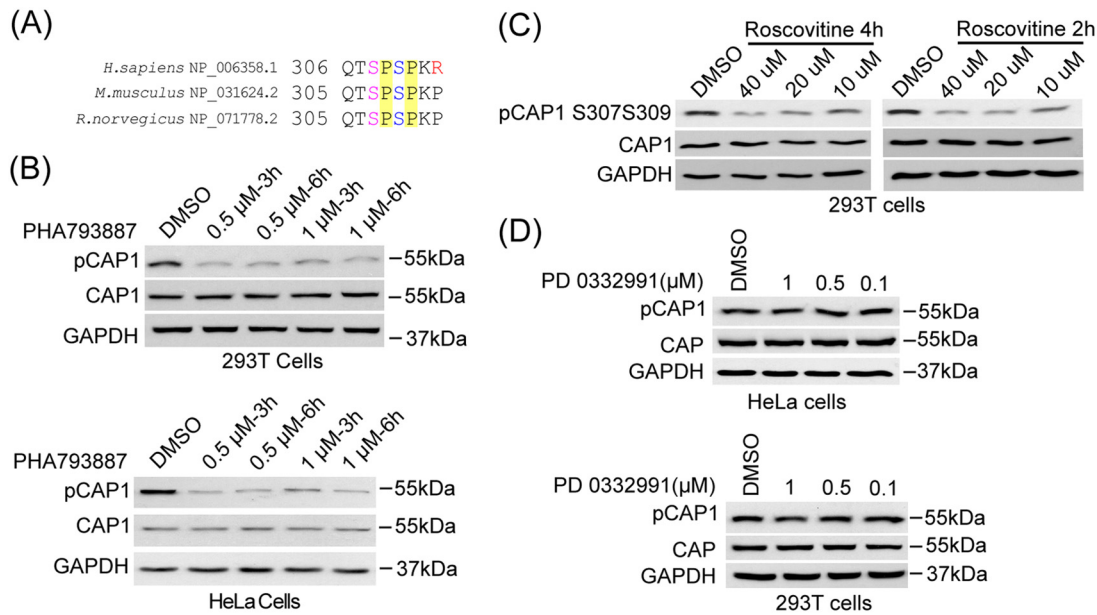 (A)
H.sapiens NP_006358.1 306 QTSPSPKR
M.musculus NP_031624.2 305 QTSPSPKP
R.norvegicus NP_071778.2 305 QTSPSPKP
(B)
PHA793887 DMSO 0.5 µM-3h 0.5 µM-6h 1 µM-3h 1 µM-6h
pCAP1 –55kDa
CAP1 –55kDa
GAPDH –37kDa
293T Cells
PHA793887 DMSO 0.5 µM-3h 0.5 µM-6h 1 µM-3h 1 µM-6h
pCAP1 –55kDa
CAP1 –55kDa
GAPDH –37kDa
HeLa Cells
(C)
Roscovitine 4h Roscovitine 2h
DMSO 40 uM 20 uM 10 uM DMSO 40 uM 20 uM 10 uM
pCAP1 S307S309
CAP1
GAPDH
293T cells
(D)
PD 0332991(µM) DMSO 1 0.5 0.1
pCAP1 –55kDa
CAP –55kDa
GAPDH –37kDa
HeLa cells
PD 0332991(µM) DMSO 1 0.5 0.1
pCAP1 –55kDa
CAP –55kDa
GAPDH –37kDa
293T cells